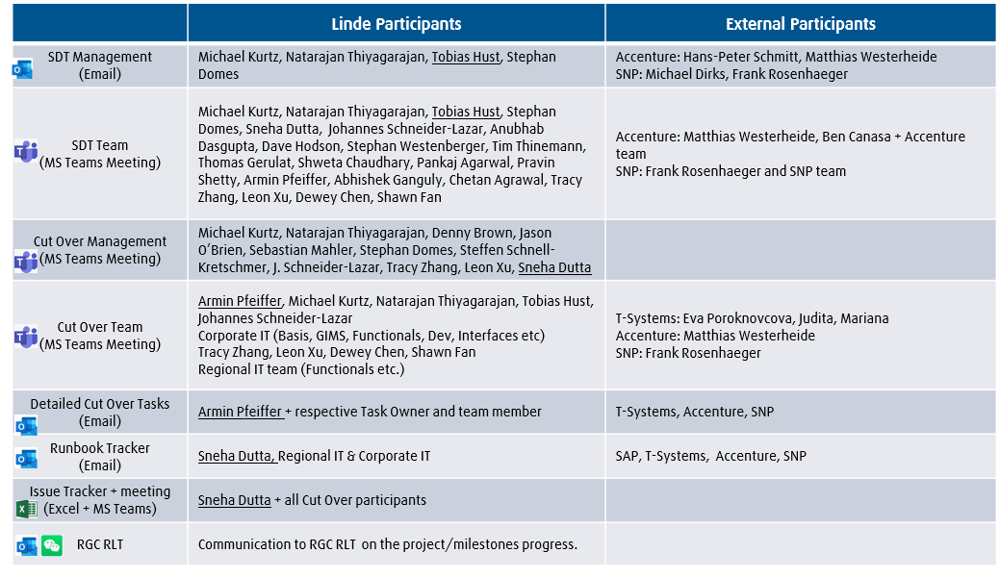 Linde Participants
External Participants
SDT Management
(Email)
Michael Kurtz, Natarajan Thiyagarajan, Tobias Hust, Stephan
Domes
Accenture: Hans-Peter Schmitt, Matthias Westerheide
SNP: Michael Dirks, Frank Rosenhaeger
SDT Team
(MS Teams Meeting)
Michael Kurtz, Natarajan Thiyagarajan, Tobias Hust, Stephan
Domes, Sneha Dutta, Johannes Schneider-Lazar, Anubhab
Dasgupta, Dave Hodson, Stephan Westenberger, Tim Thinemann,
Thomas Gerulat, Shweta Chaudhary, Pankaj Agarwal, Pravin
Shetty, Armin Pfeiffer, Abhishek Ganguly, Chetan Agrawal, Tracy
Zhang, Leon Xu, Dewey Chen, Shawn Fan
Accenture: Matthias Westerheide, Ben Canasa + Accenture
team
SNP: Frank Rosenhaeger and SNP team
Cut Over Management
(MS Teams Meeting)
Michael Kurtz, Natarajan Thiyagarajan, Denny Brown, Jason
O’Brien, Sebastian Mahler, Stephan Domes, Steffen Schnell-
Kretschmer, J. Schneider-Lazar, Tracy Zhang, Leon Xu, Sneha Dutta
Cut Over Team
(MS Teams Meeting)
Armin Pfeiffer, Michael Kurtz, Natarajan Thiyagarajan, Tobias Hust,
Johannes Schneider-Lazar
Corporate IT (Basis, GIMS, Functionals, Dev, Interfaces etc)
Tracy Zhang, Leon Xu, Dewey Chen, Shawn Fan
Regional IT team (Functionals etc.)
T-Systems: Eva Poroknovcova, Judita, Mariana
Accenture: Matthias Westerheide
SNP: Frank Rosenhaeger
Detailed Cut Over Tasks
(Email)
Armin Pfeiffer + respective Task Owner and team member
T-Systems, Accenture, SNP
Runbook Tracker
(Email)
Sneha Dutta, Regional IT & Corporate IT
SAP, T-Systems, Accenture, SNP
Issue Tracker + meeting
(Excel + MS Teams)
Sneha Dutta + all Cut Over participants
RGC RLT
Communication to RGC RLT on the project/milestones progress.